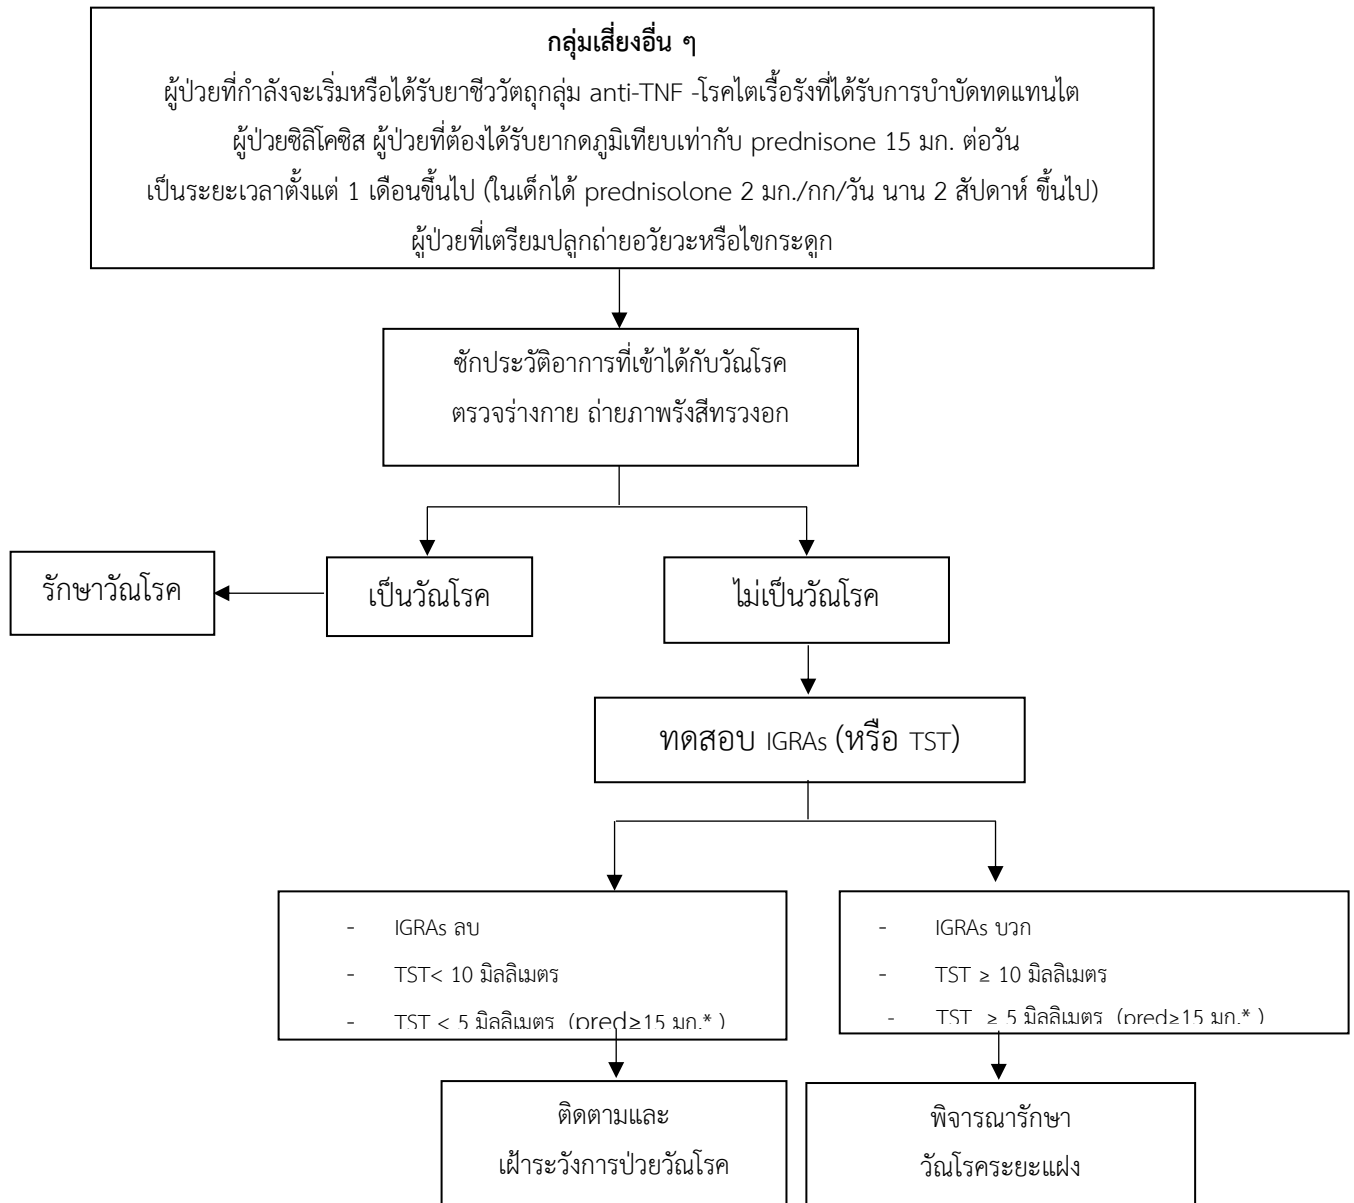 กลุ่มเสี่ยงอื่น ๆ
ผู้ป่วยที่กำลังจะเริ่มหรือได้รับยาชีววัตถุกลุ่ม anti-TNF -โรคไตเรื้อรังที่ได้รับการบำบัดทดแทนไต
ผู้ป่วยซิลิโคซิส ผู้ป่วยที่ต้องได้รับยากดภูมิเทียบเท่ากับ prednisone 15 มก. ต่อวัน
เป็นระยะเวลาตั้งแต่ 1 เดือนขึ้นไป (ในเด็กได้ prednisolone 2 มก./กก/วัน นาน 2 สัปดาห์ ขึ้นไป)
ผู้ป่วยที่เตรียมปลูกถ่ายอวัยวะหรือไขกระดูก
ซักประวัติอาการที่เข้าได้กับวัณโรค
ตรวจร่างกาย ถ่ายภาพรังสีทรวงอก
รักษาวัณโรค
เป็นวัณโรค
ไม่เป็นวัณโรค
ทดสอบ IGRAs (หรือ TST)
- IGRAs ลบ
- TST< 10 มิลลิเมตร
- TST < 5 มิลลิเมตร (pred≥15 มก.* )
- IGRAs บวก
- TST ≥ 10 มิลลิเมตร
- TST ≥ 5 มิลลิเมตร (pred≥15 มก.* )
ติดตามและ
เฝ้าระวังการป่วยวัณโรค
พิจารณารักษา
วัณโรคระยะแฝง